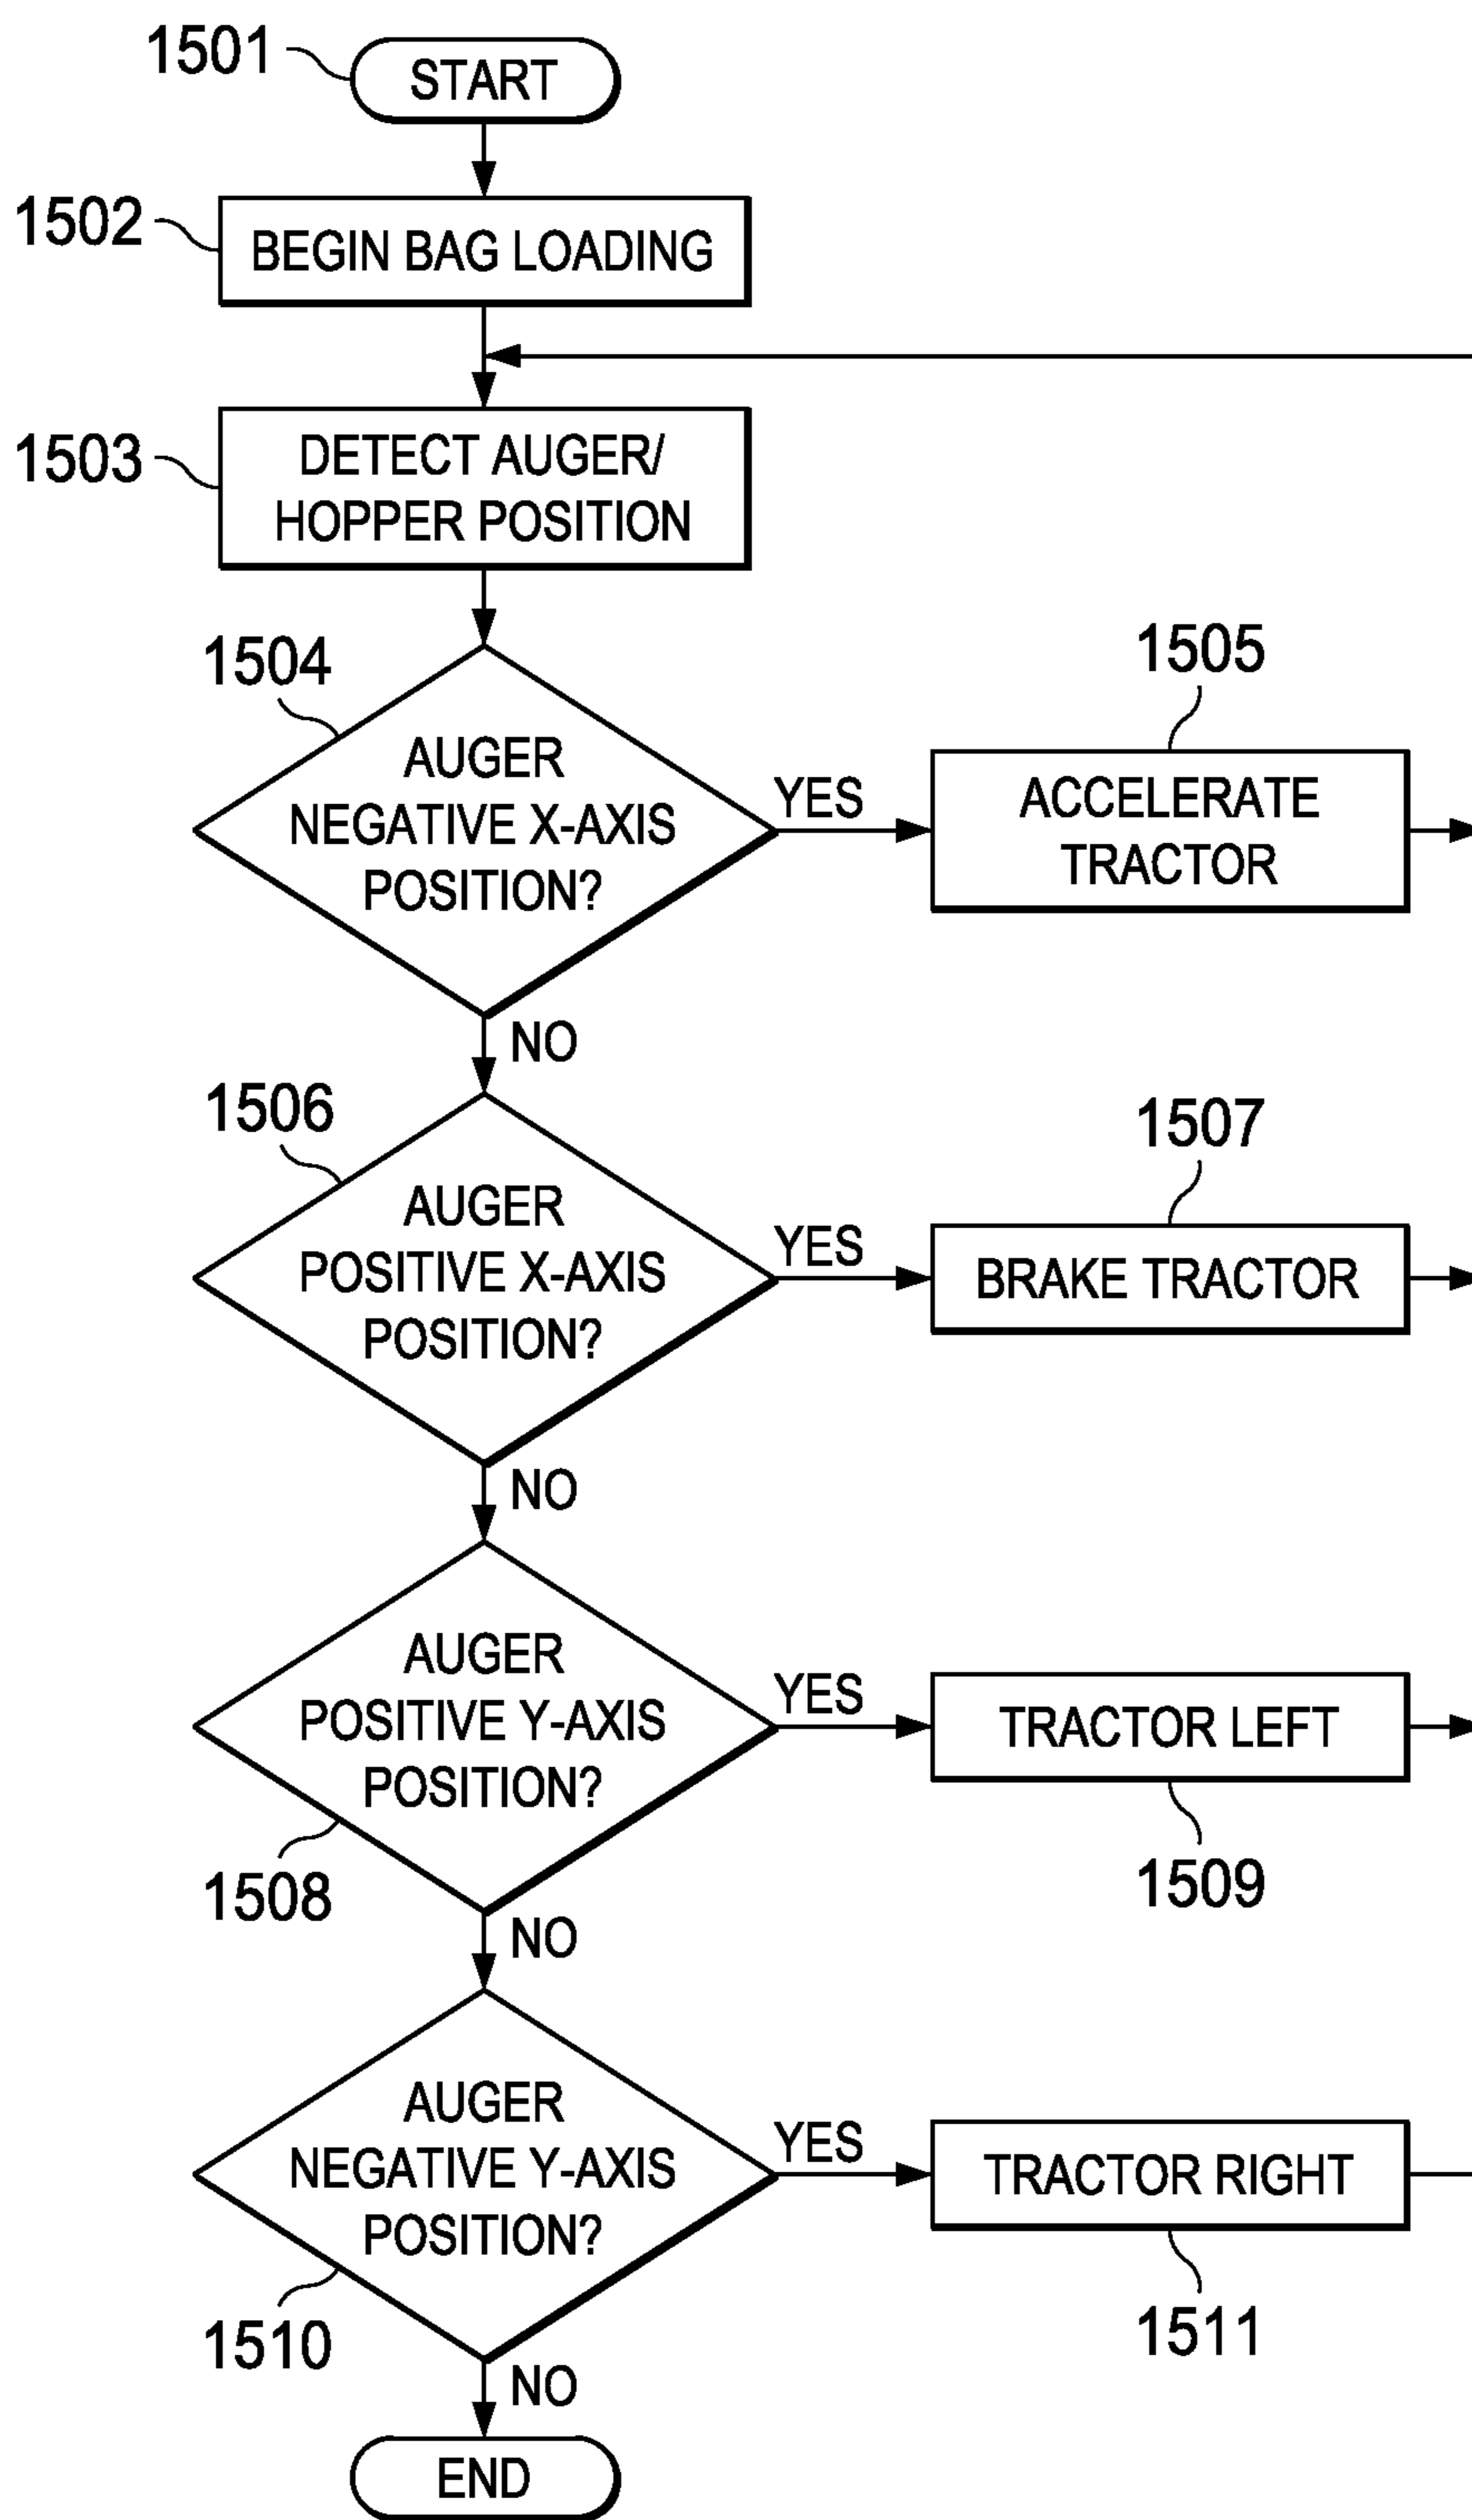 1501
START
1502
BEGIN BAG LOADING
1503
DETECT AUGER/
HOPPER POSITION
1504
AUGER
NEGATIVE X-AXIS
POSITION?
YES
1505
ACCELERATE
TRACTOR
NO
1506
AUGER
POSITIVE X-AXIS
POSITION?
YES
1507
BRAKE TRACTOR
NO
AUGER
POSITIVE Y-AXIS
POSITION?
1508
YES
TRACTOR LEFT
1509
NO
AUGER
NEGATIVE Y-AXIS
POSITION?
1510
YES
TRACTOR RIGHT
1511
NO
END